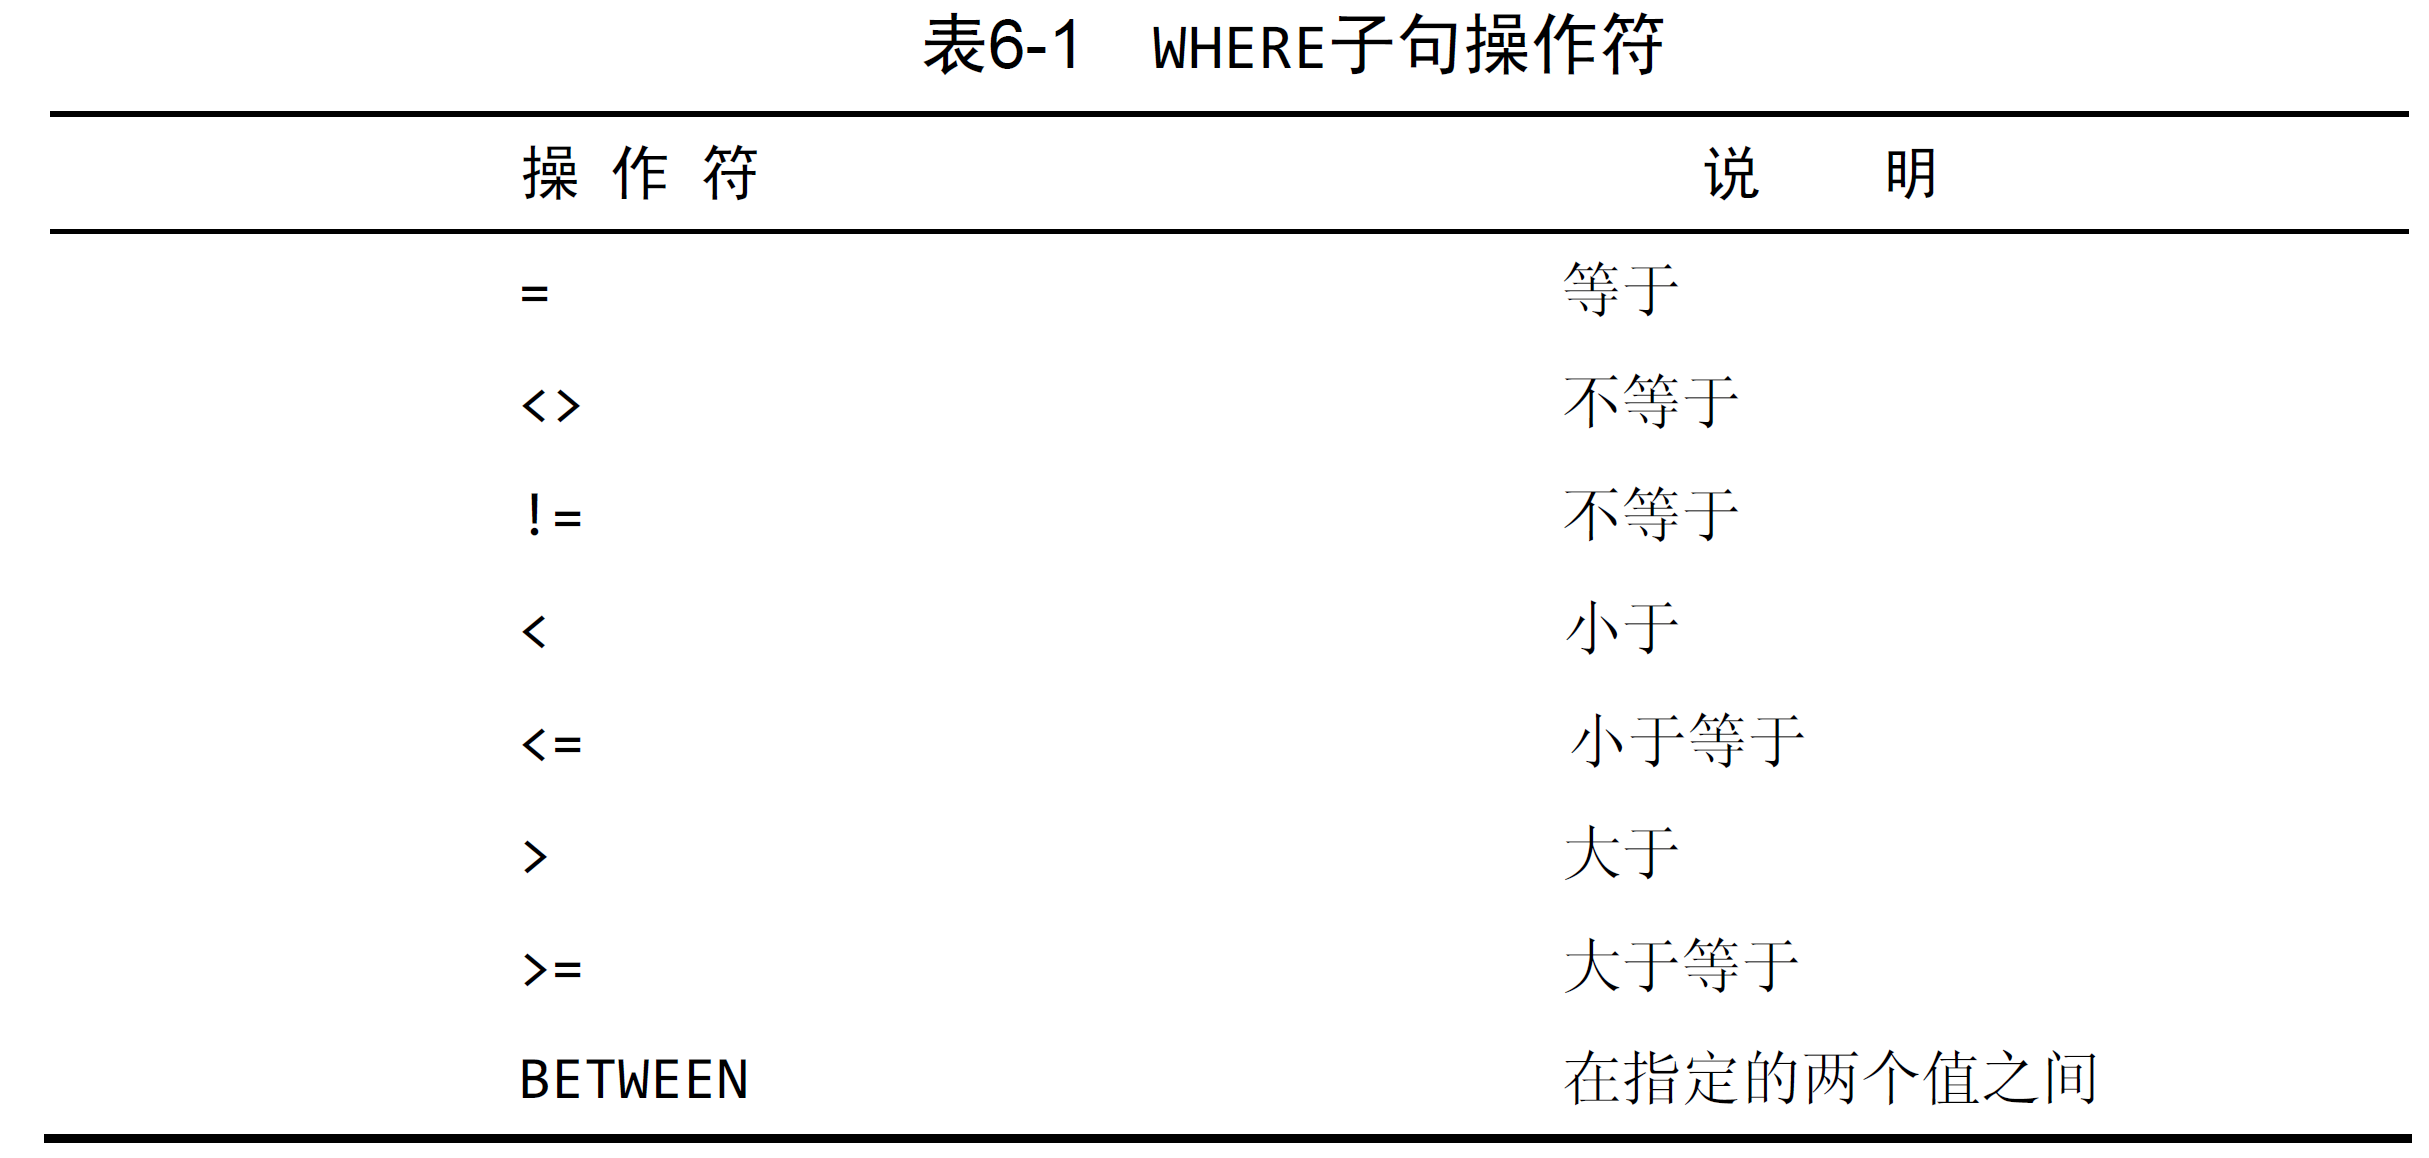 表6-1 WHERE子句操作符
操 作 符 说 明
= 等于
<> 不等于
!= 不等于
< 小于
<= 小于等于
> 大于
>= 大于等于
BETWEEN 在指定的两个值之间